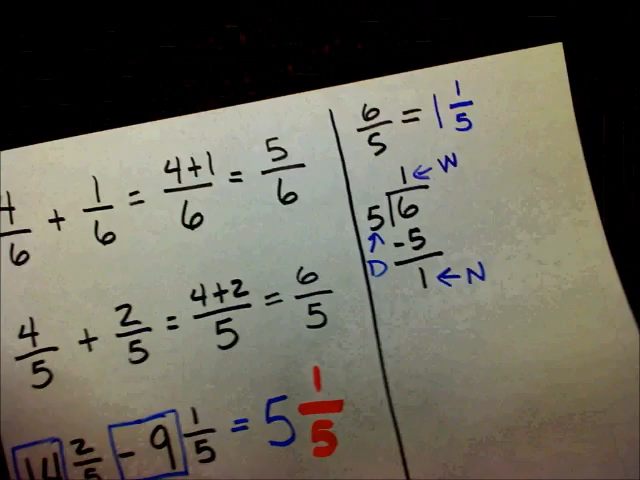 4/6 + 1/6 = 4+1/6 = 5/6
4/5 + 2/5 = 4+2/5 = 6/5
14 2/5 - 9 1/5 = 5 1/5
6/5 = 1 1/5
1 ← W
5 6
D ↑ -5
1 ← N